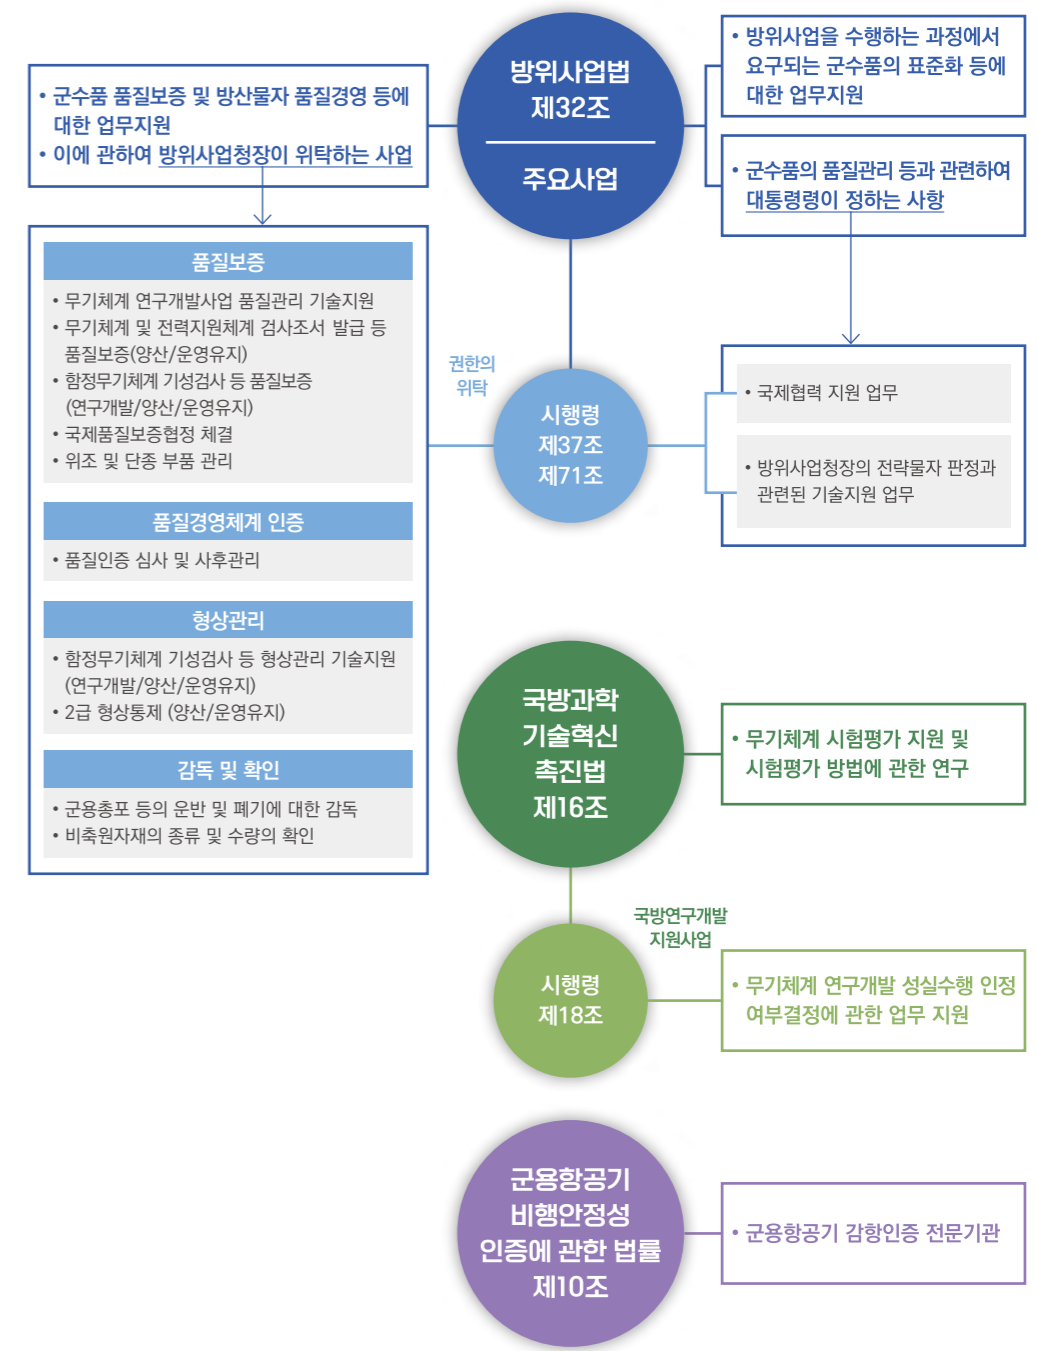 방위사업법
제32조
주요사업
• 군수품 품질보증 및 방산물자 품질경영 등에
대한 업무지원
• 이에 관하여 방위사업청장이 위탁하는 사업
• 방위사업을 수행하는 과정에서
요구되는 군수품의 표준화 등에
대한 업무지원
• 군수품의 품질관리 등과 관련하여
대통령령이 정하는 사항
품질보증
• 무기체계 연구개발사업 품질관리 기술지원
• 무기체계 및 전력지원체계 검사조서 발급 등
품질보증(양산/운영유지)
• 함정무기체계 기성검사 등 품질보증
(연구개발/양산/운영유지)
• 국제품질보증협정 체결
• 위조 및 단종 부품 관리
품질경영체계 인증
• 품질인증 심사 및 사후관리
형상관리
• 함정무기체계 기성검사 등 형상관리 기술지원
(연구개발/양산/운영유지)
• 2급 형상통제 (양산/운영유지)
감독 및 확인
• 군용총포 등의 운반 및 폐기에 대한 감독
• 비축원자재의 종류 및 수량의 확인
권한의
위탁
시행령
제37조
제71조
• 국제협력 지원 업무
• 방위사업청장의 전략물자 판정과
관련된 기술지원 업무
국방과학
기술혁신
촉진법
제16조
• 무기체계 시험평가 지원 및
시험평가 방법에 관한 연구
국방연구개발
지원사업
시행령
제18조
• 무기체계 연구개발 성실수행 인정
여부결정에 관한 업무 지원
군용항공기
비행안정성
인증에 관한 법률
제10조
• 군용항공기 감항인증 전문기관